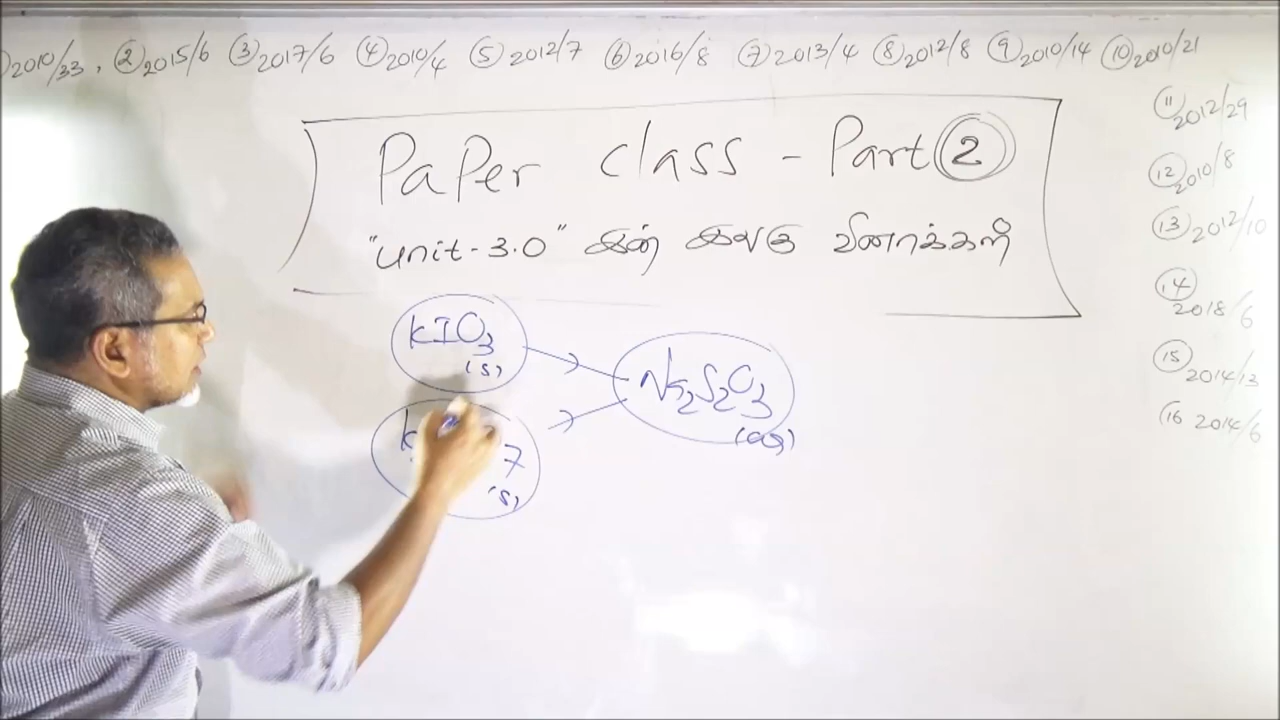 2010/33, ② 2015/6 ③ 2017/6 ④ 2010/4 ⑤ 2012/7 ⑥ 2016/8 ⑦ 2013/4 ⑧ 2012/8 ⑨ 2010/14 ⑩ 2010/21
⑪ 2012/29
⑫ 2010/8
⑬ 2012/10
⑭ 2018/6
⑮ 2014/13
⑯ 2014/6
PaPer class - Part ②
"unit-3.0" இன் இலகு வினாக்கள்
KIO₃ (s)
Na₂S₂O₃ (aq)
K 7 (s)